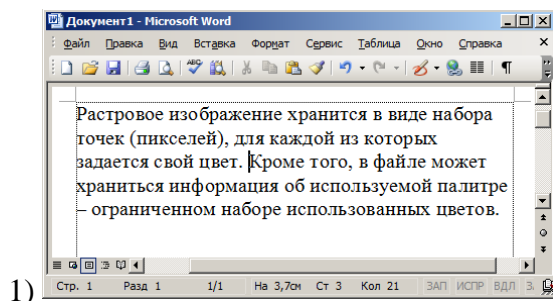 Документ1 - Microsoft Word
Файл Правка Вид Вставка Формат Сервис Таблица Окно Справка
Растровое изображение хранится в виде набора
точек (пикселей), для каждой из которых
задается свой цвет. Кроме того, в файле может
храниться информация об используемой палитре
– ограниченном наборе использованных цветов.
Стр. 1 Разд 1 1/1 На 3,7см Ст 3 Кол 21 ЗАП ИСПР ВДЛ З
1)